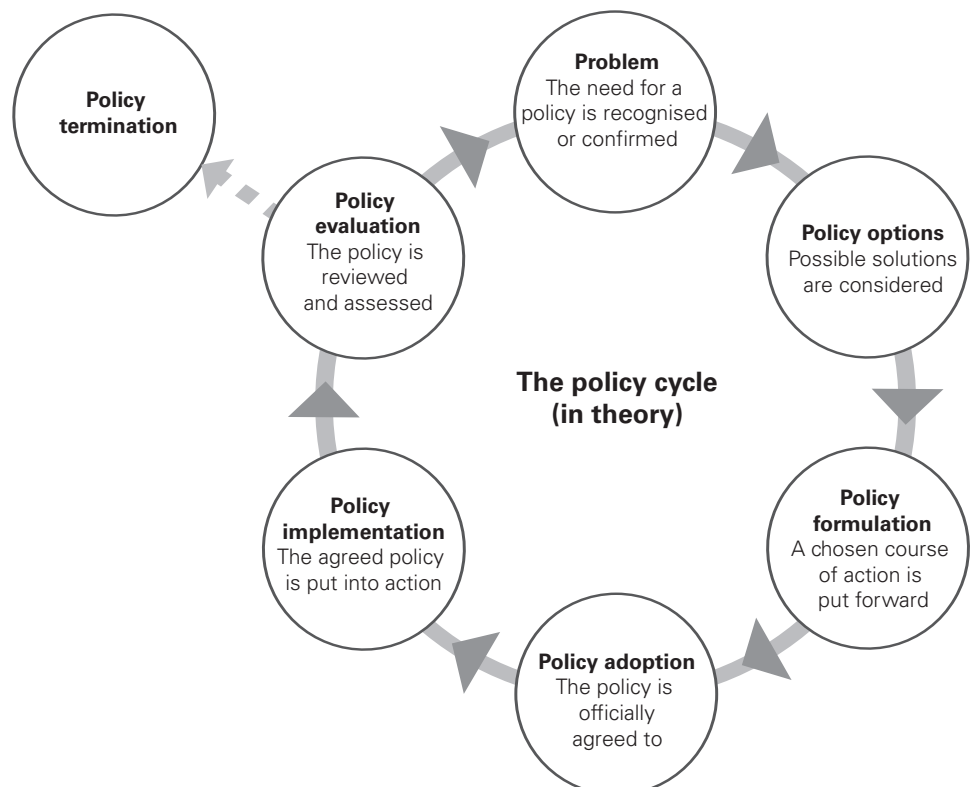 Policy
termination
Problem
The need for a
policy is recognised
or confirmed
Policy options
Possible solutions
are considered
Policy
formulation
A chosen course
of action is
put forward
Policy adoption
The policy is
officially
agreed to
Policy
implementation
The agreed policy
is put into action
Policy
evaluation
The policy is
reviewed
and assessed
The policy cycle
(in theory)